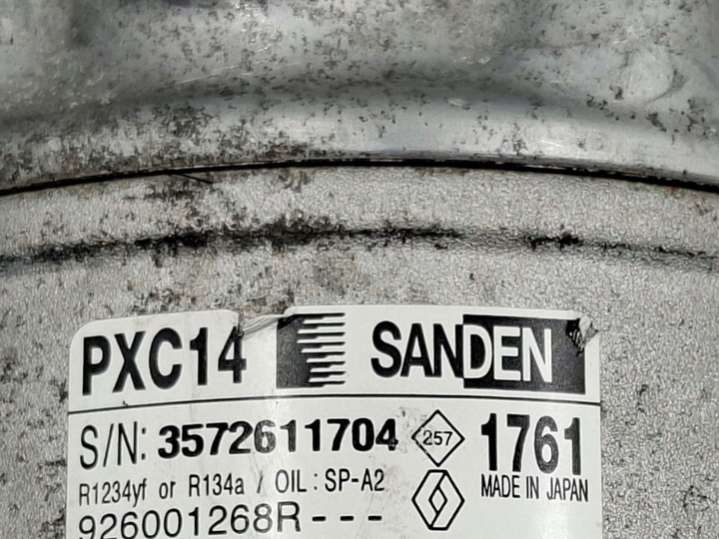 PXC14 SANDEN
S/N: 3572611704 257 1761
R1234yf or R134a / OIL : SP-A2 MADE IN JAPAN
926001268R---